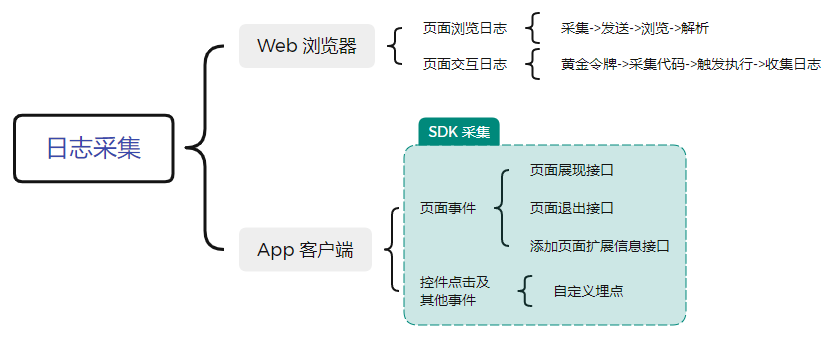 日志采集
Web 浏览器
页面浏览日志
采集->发送->浏览->解析
页面交互日志
黄金令牌->采集代码->触发执行->收集日志
App 客户端
SDK 采集
页面事件
页面展现接口
页面退出接口
添加页面扩展信息接口
控件点击及
其他事件
自定义埋点